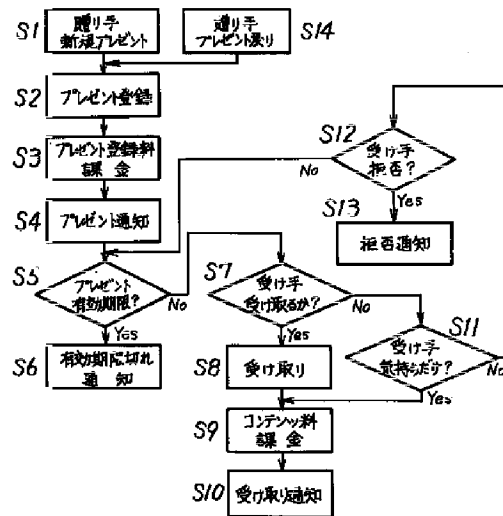 S1
贈り手
新規プレゼント
贈り手
プレゼント戻り
S14
S2
プレゼント登録
S3
プレゼント登録料
課金
S12
受け手
拒否?
No
Yes
S4
プレゼント通知
S13
拒否通知
S5
プレゼント
有効期限?
No
Yes
S7
受け手
受け取るか?
No
Yes
S11
受け手
気持ちだけ?
No
Yes
S6
有効期限切れ
通知
S8
受け取り
S9
コンテンツ料
課金
S10
受け取り通知